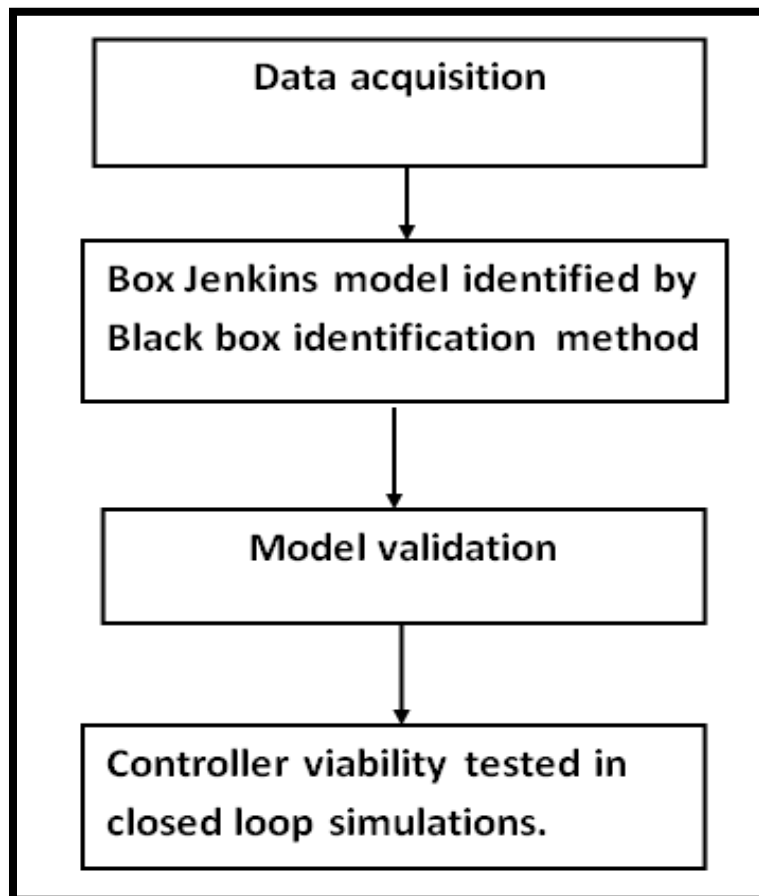 Data acquisition
Box Jenkins model identified by
Black box identification method
Model validation
Controller viability tested in
closed loop simulations.